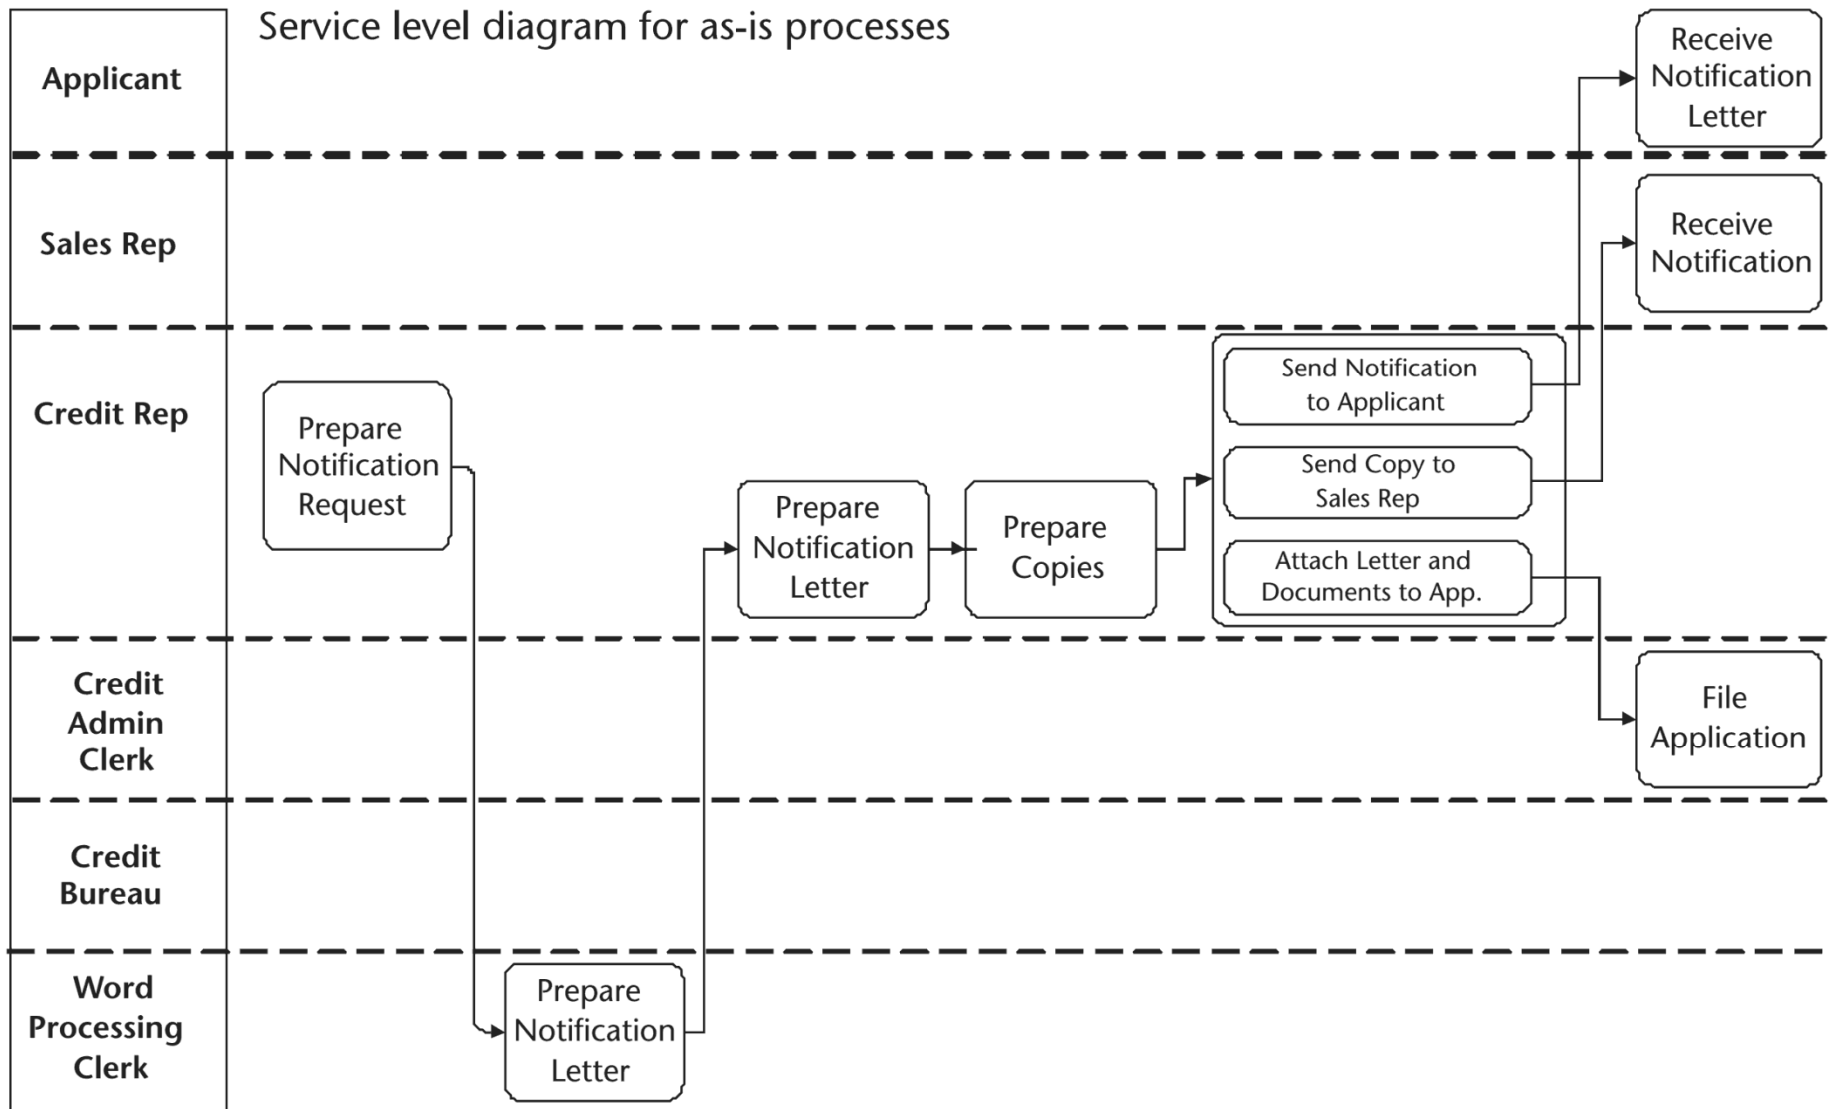 Service level diagram for as-is processes
Applicant
Receive
Notification
Letter
Sales Rep
Receive
Notification
Credit Rep
Prepare
Notification
Request
Prepare
Notification
Letter
Prepare
Copies
Send Notification
to Applicant
Send Copy to
Sales Rep
Attach Letter and
Documents to App.
Credit
Admin
Clerk
File
Application
Credit
Bureau
Word
Processing
Clerk
Prepare
Notification
Letter